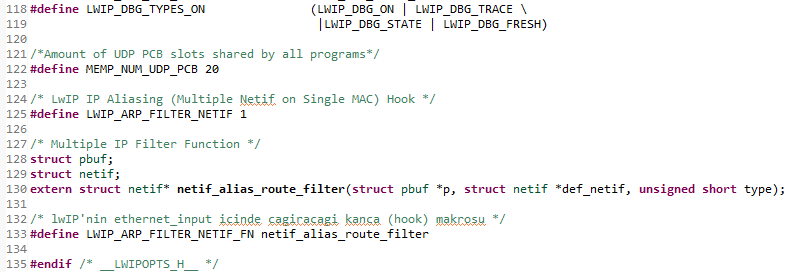 118 #define LWIP_DBG_TYPES_ON (LWIP_DBG_ON | LWIP_DBG_TRACE \
119 |LWIP_DBG_STATE | LWIP_DBG_FRESH)
120
121 /*Amount of UDP PCB slots shared by all programs*/
122 #define MEMP_NUM_UDP_PCB 20
123
124 /* LwIP IP Aliasing (Multiple Netif on Single MAC) Hook */
125 #define LWIP_ARP_FILTER_NETIF 1
126
127 /* Multiple IP Filter Function */
128 struct pbuf;
129 struct netif;
130 extern struct netif* netif_alias_route_filter(struct pbuf *p, struct netif *def_netif, unsigned short type);
131
132 /* lwIP'nin ethernet_input icinde cagiracagi kanca (hook) makrosu */
133 #define LWIP_ARP_FILTER_NETIF_FN netif_alias_route_filter
134
135 #endif /* __LWIPOPTS_H__ */